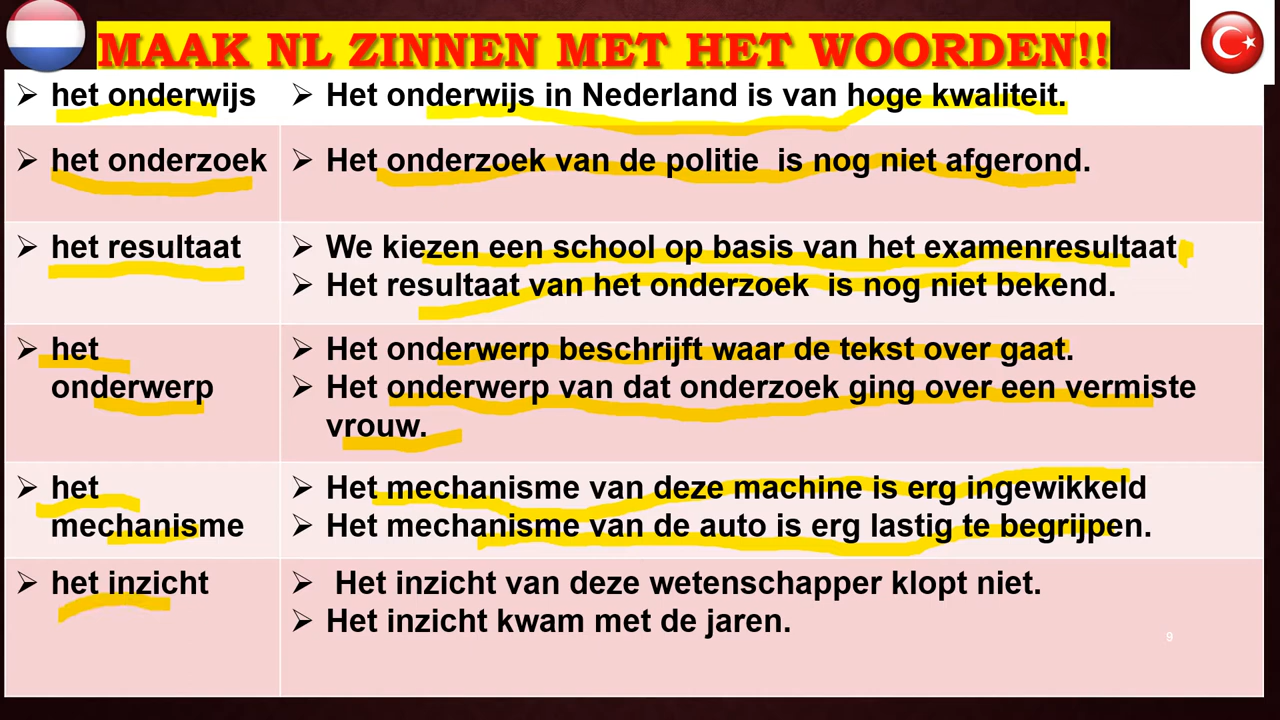 MAAK NL ZINNEN MET HET WOORDEN!!
➢ het onderwijs
➢ Het onderwijs in Nederland is van hoge kwaliteit.
➢ het onderzoek
➢ Het onderzoek van de politie  is nog niet afgerond.
➢ het resultaat
➢ We kiezen een school op basis van het examenresultaat
➢ Het resultaat van het onderzoek  is nog niet bekend.
➢ het
onderwerp
➢ Het onderwerp beschrijft waar de tekst over gaat.
➢ Het onderwerp van dat onderzoek ging over een vermiste
vrouw.
➢ het
mechanisme
➢ Het mechanisme van deze machine is erg ingewikkeld
➢ Het mechanisme van de auto is erg lastig te begrijpen.
➢ het inzicht
➢ Het inzicht van deze wetenschapper klopt niet.
➢ Het inzicht kwam met de jaren.
9